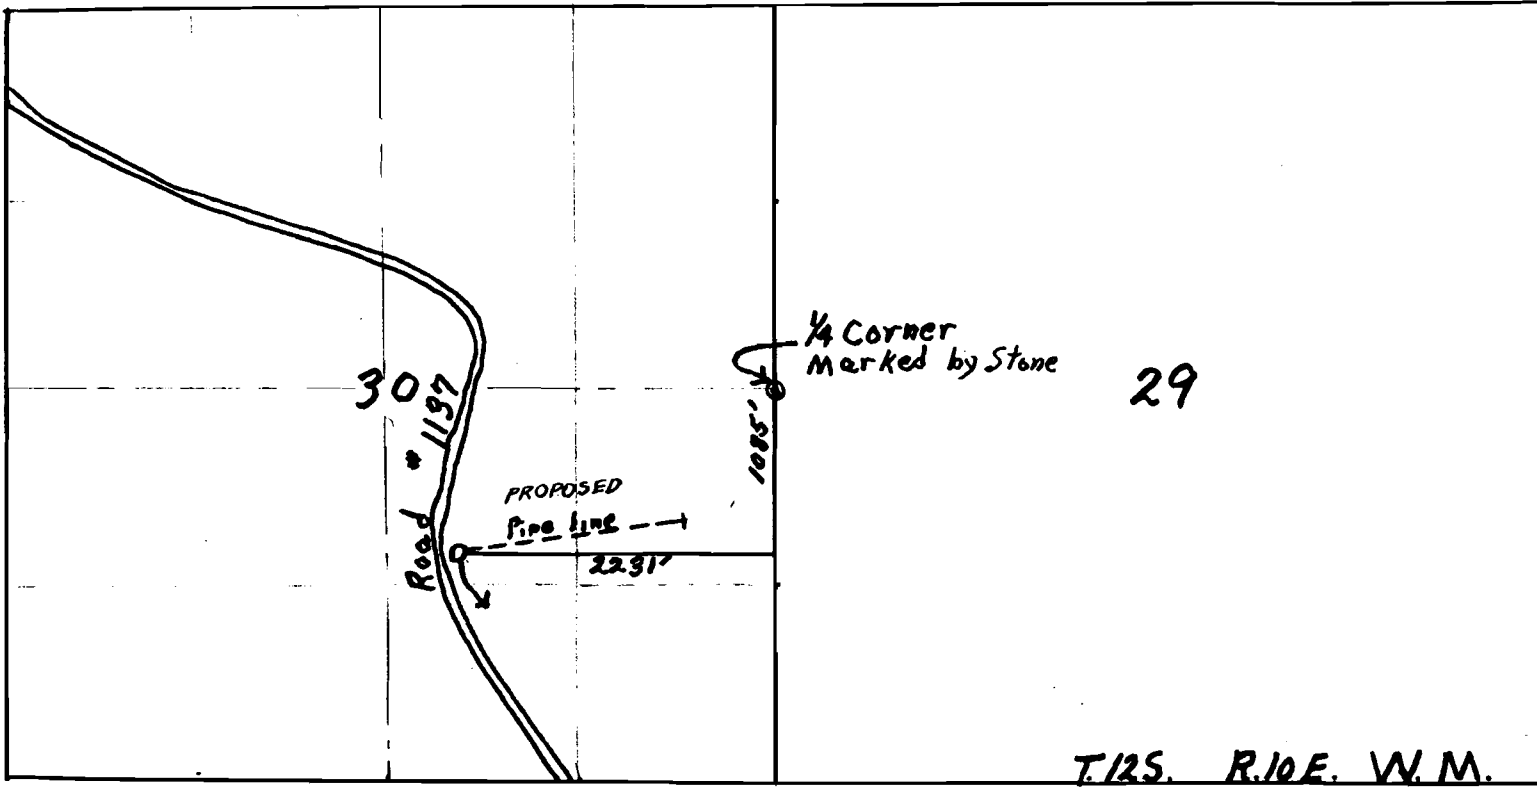 1/4 Corner
Marked by Stone
30
29
1085'
Road # 1197
PROPOSED
Pipe line
2231'
T.12S. R.10E. W.M.